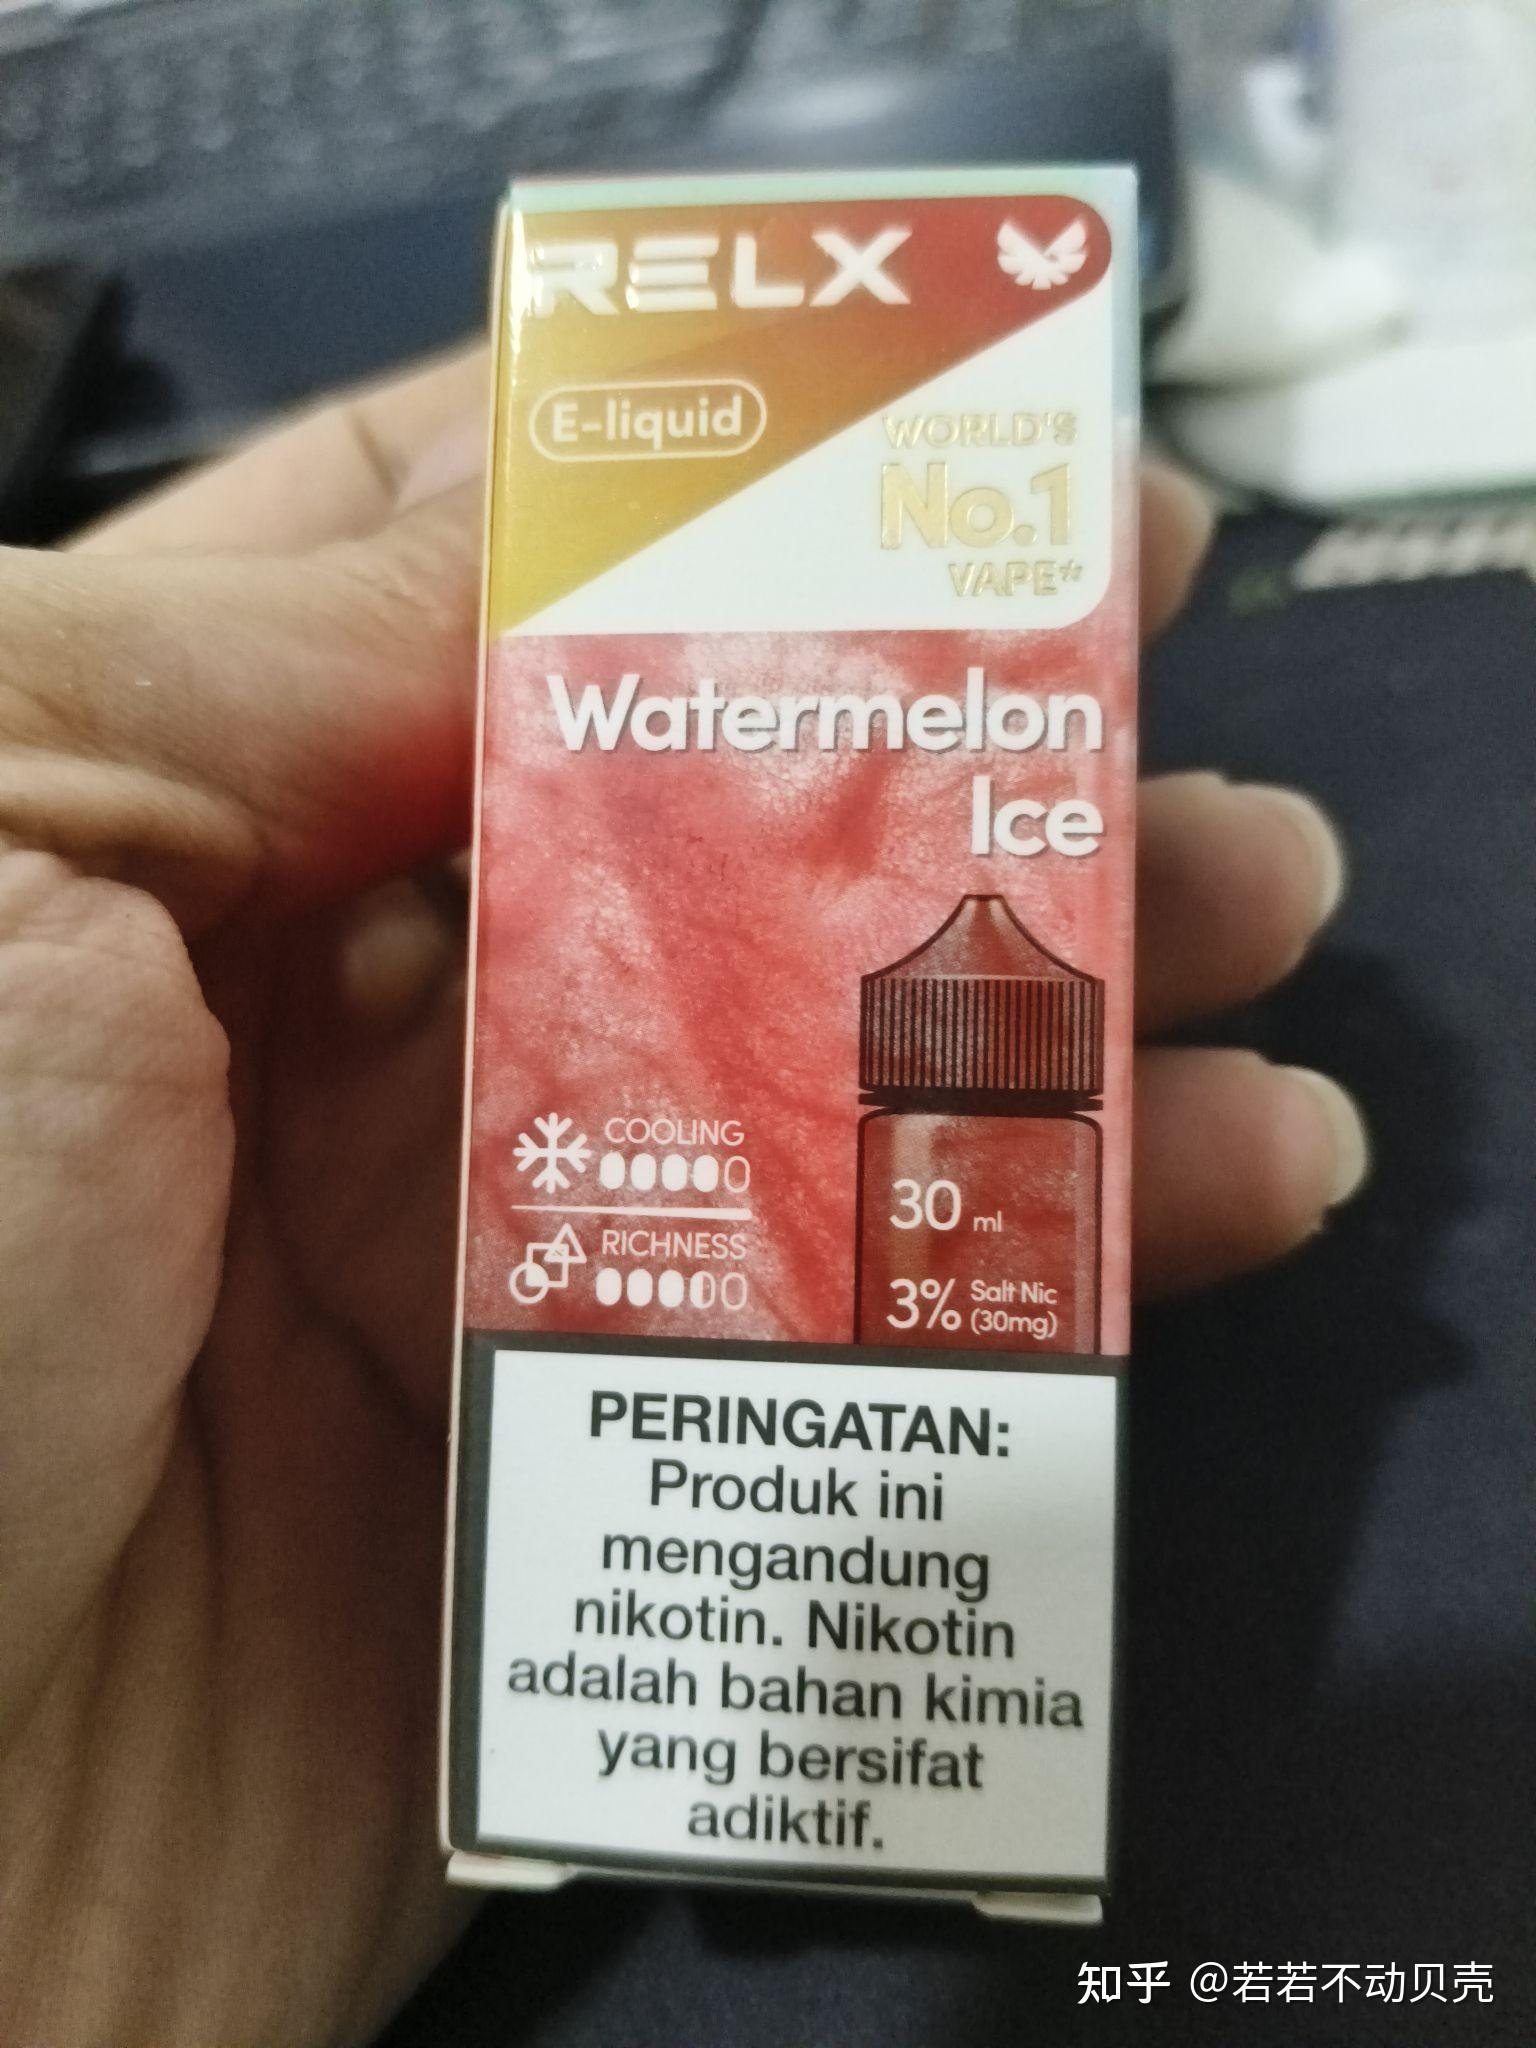 RELX
E-liquid
WORLD'S
No.1
VAPE*
Watermelon
Ice
COOLING
RICHNESS
30 ml
3% Salt Nic
(30mg)
PERINGATAN:
Produk ini
mengandung
nikotin. Nikotin
adalah bahan kimia
yang bersifat
adiktif.
知乎 @若若不动贝壳